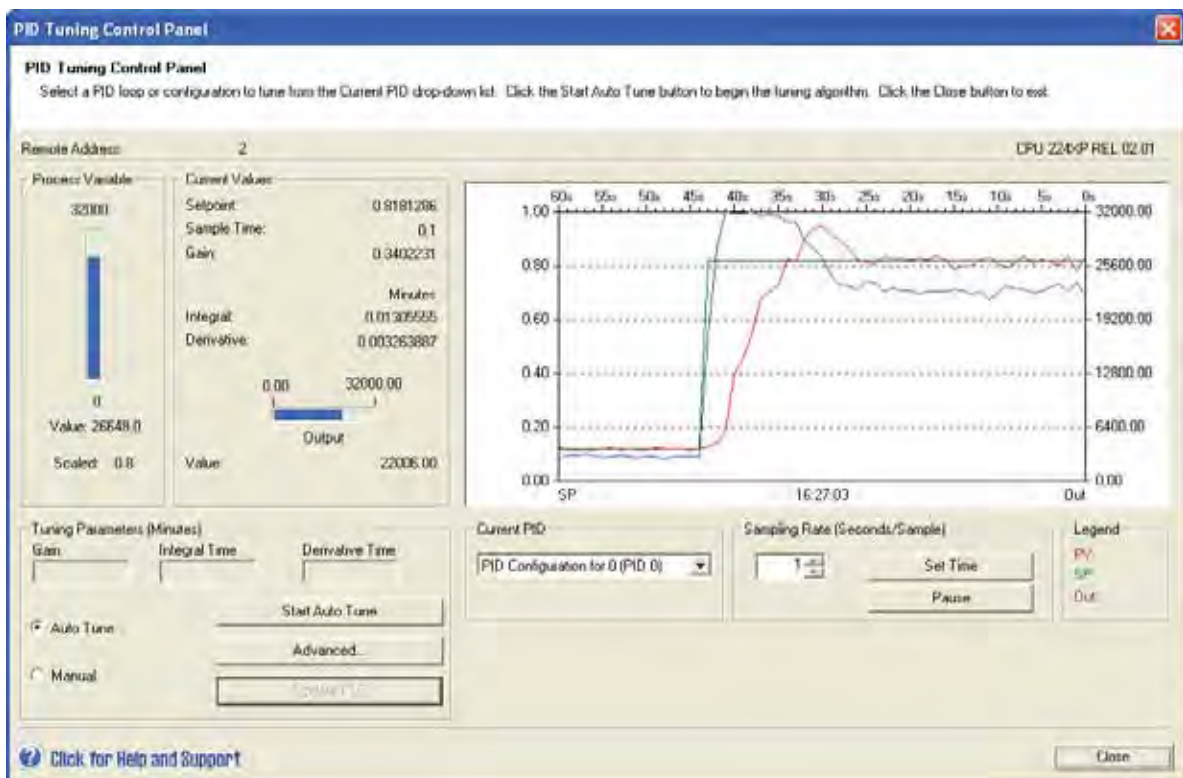 PID Tuning Control Panel
PID Tuning Control Panel
Select a PID loop or configuration to tune from the Current PID drop-down list. Click the Start Auto Tune button to begin the tuning algorithm. Click the Close button to exit.
Remote Address: 2 CPU 224XP REL 02.01
Process Variable
32000
0
Value: 26648.0
Scaled: 0.8
Current Values
Setpoint: 0.8181286
Sample Time: 0.1
Gain: 0.3402231
Minutes
Integral: 0.01305555
Derivative: 0.003263887
0.00 32000.00
Output
Value: 22006.00
60s 55s 50s 45s 40s 35s 30s 25s 20s 15s 10s 5s 0s
1.00 32000.00
0.80 25600.00
0.60 19200.00
0.40 12800.00
0.20 6400.00
0.00 0.00
SP 16:27:03 Out
Tuning Parameters (Minutes)
Gain Integral Time Derivative Time
Auto Tune
Manual
Start Auto Tune
Advanced...
Current PID
PID Configuration for 0 (PID 0)
Sampling Rate (Seconds/Sample)
1
Set Time
Pause
Legend
PV
SP
Out
Click for Help and Support
Close